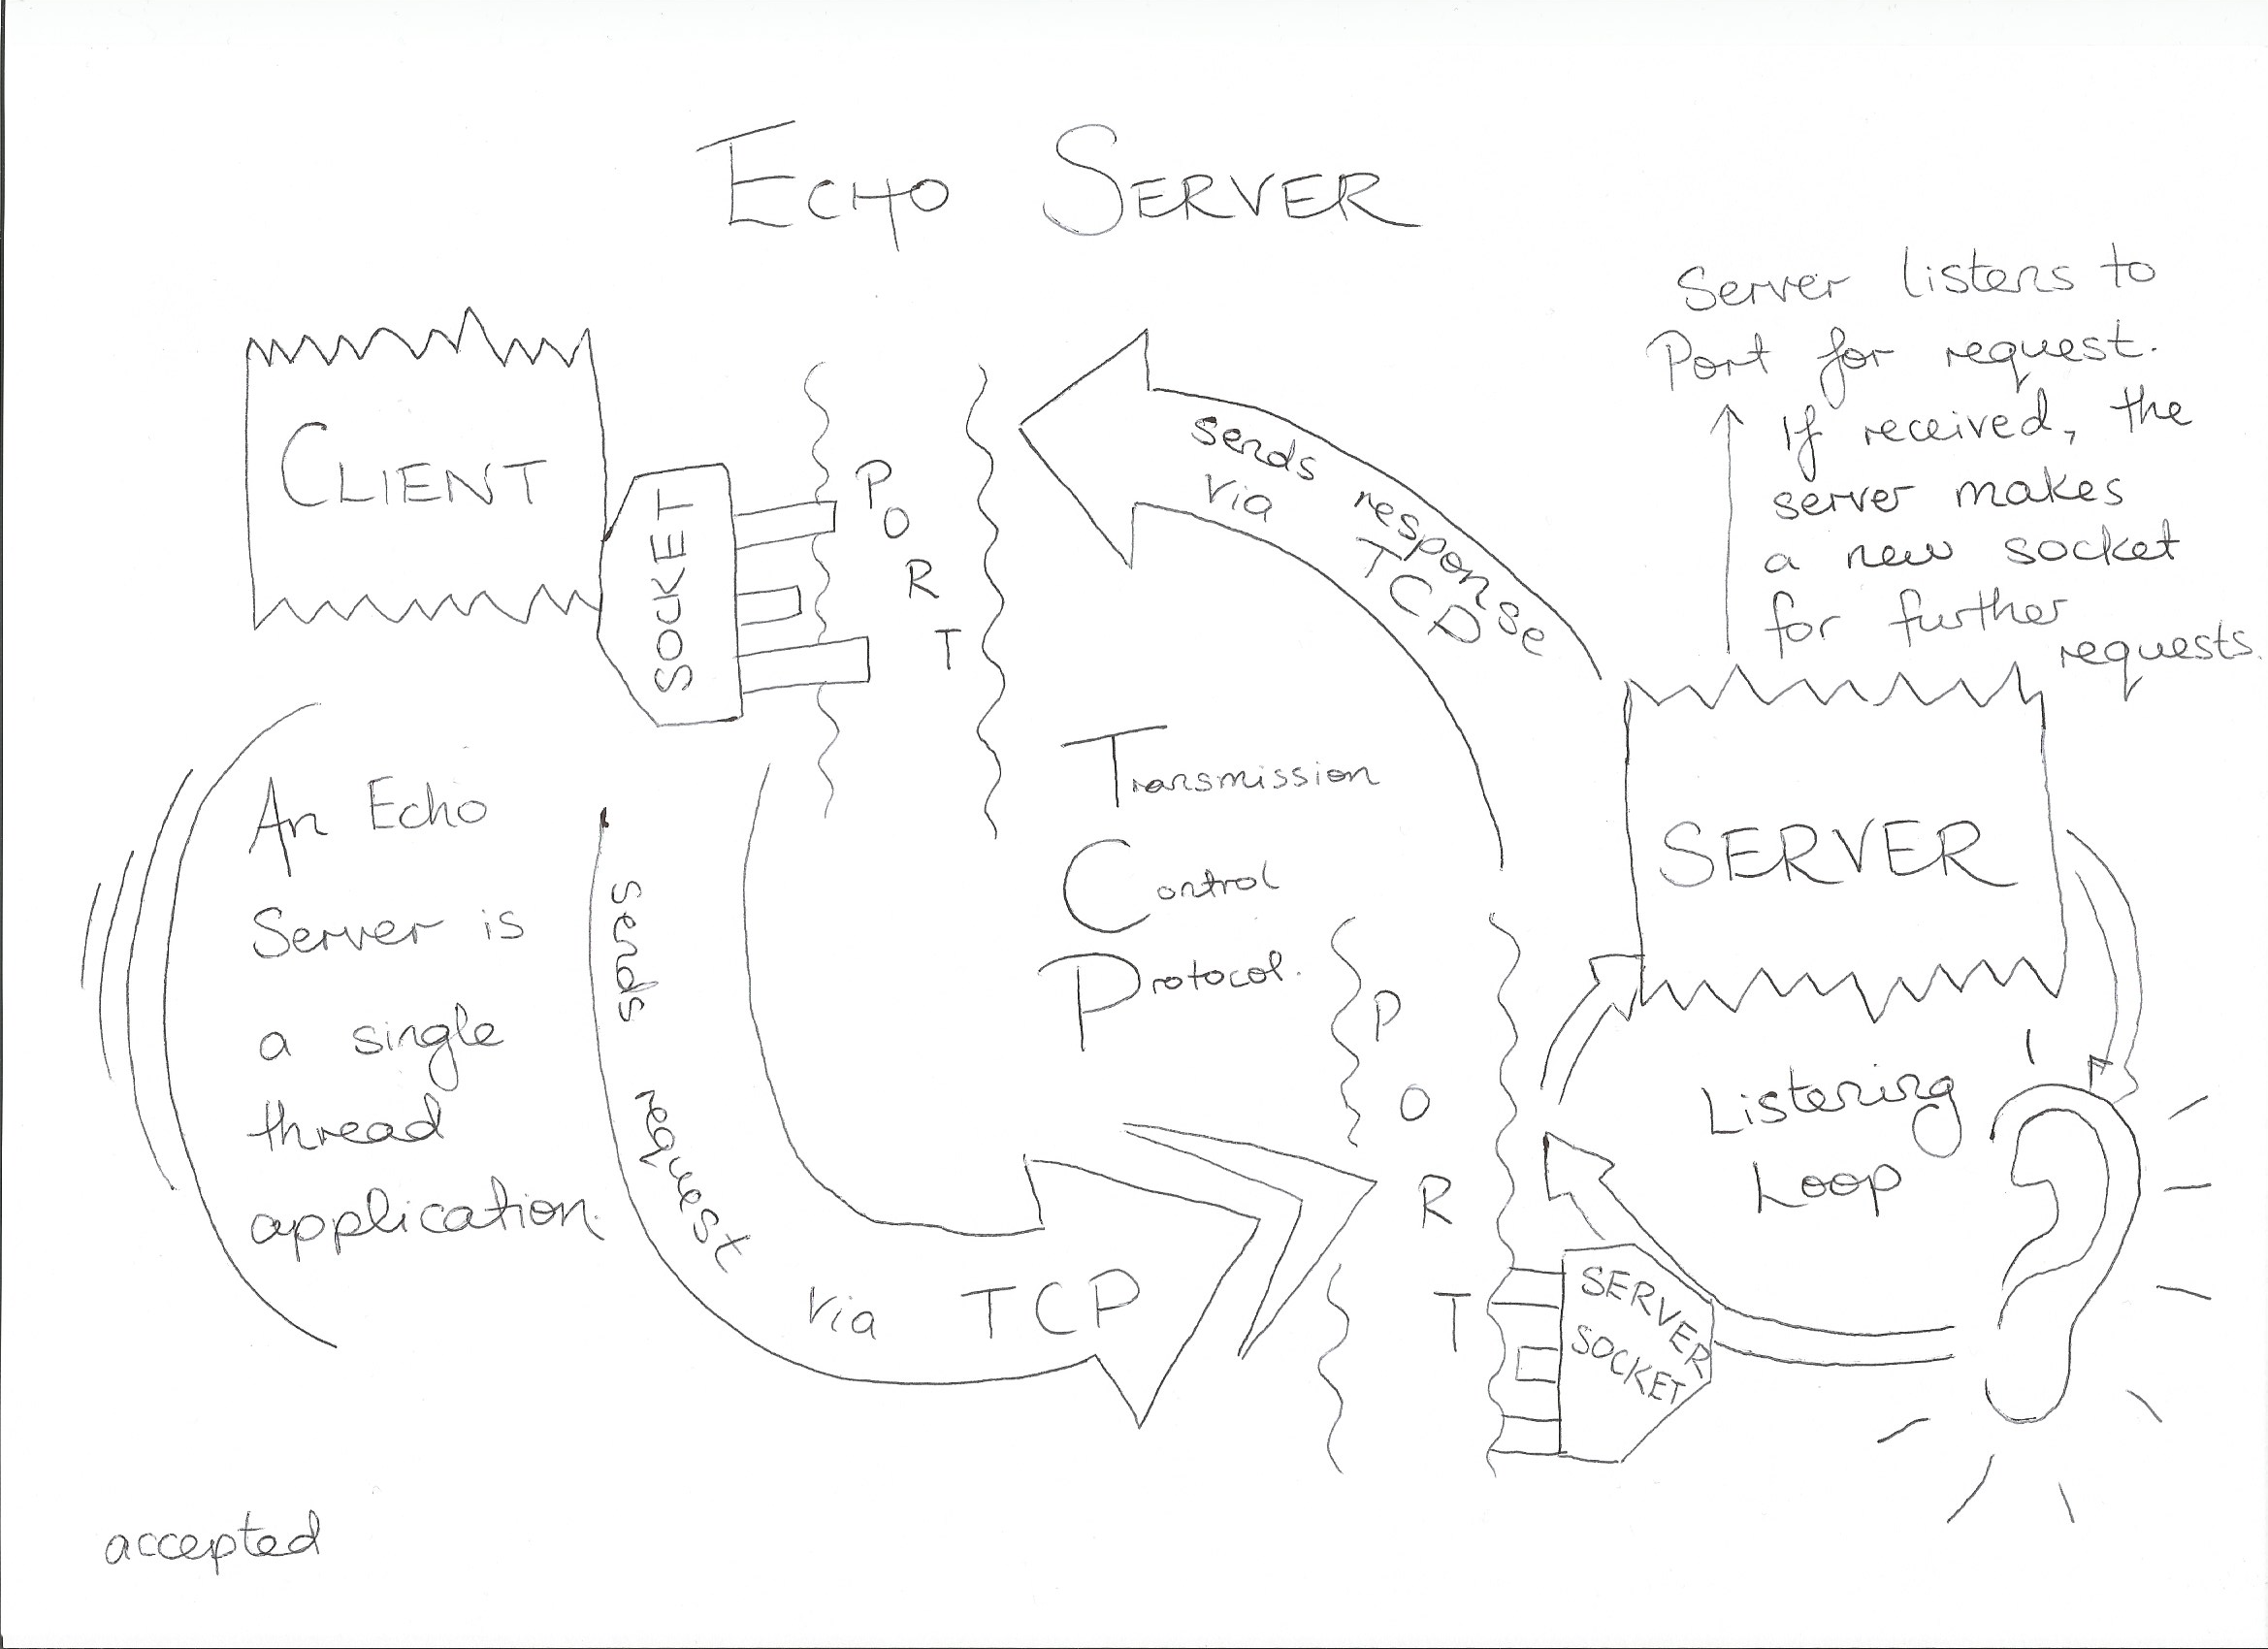 ECHO SERVER
Server listens to
Port for request.
If received, the
server makes
a new socket
for further
requests.
CLIENT
SOCKET
PORT
sends response
via TCP
Transmission
Control
Protocol.
SERVER
An Echo
Server is
a single
thread
application.
sends request via TCP
PORT
Listening
Loop
SERVER
SOCKET
accepted